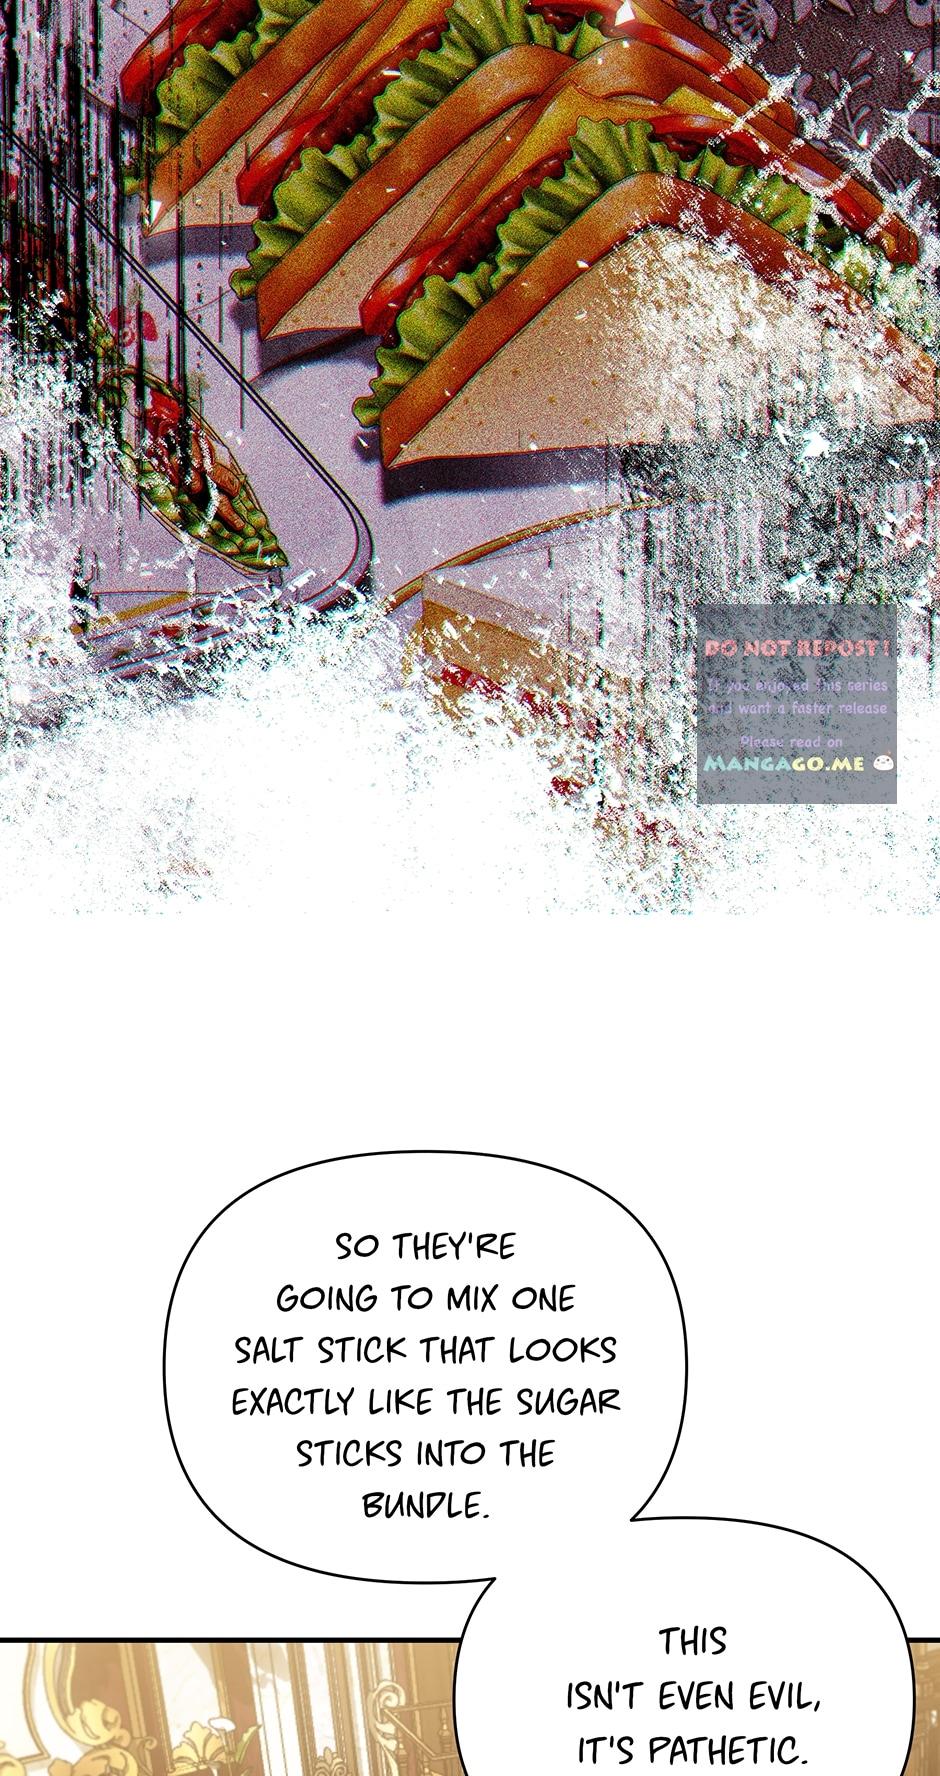 DO NOT REPOST!
If you enjoyed this series
and want a faster release
Please read on
MANGAGO.ME
SO THEY'RE
GOING TO MIX ONE
SALT STICK THAT LOOKS
EXACTLY LIKE THE SUGAR
STICKS INTO THE
BUNDLE.
THIS
ISN'T EVEN EVIL,
IT'S PATHETIC.